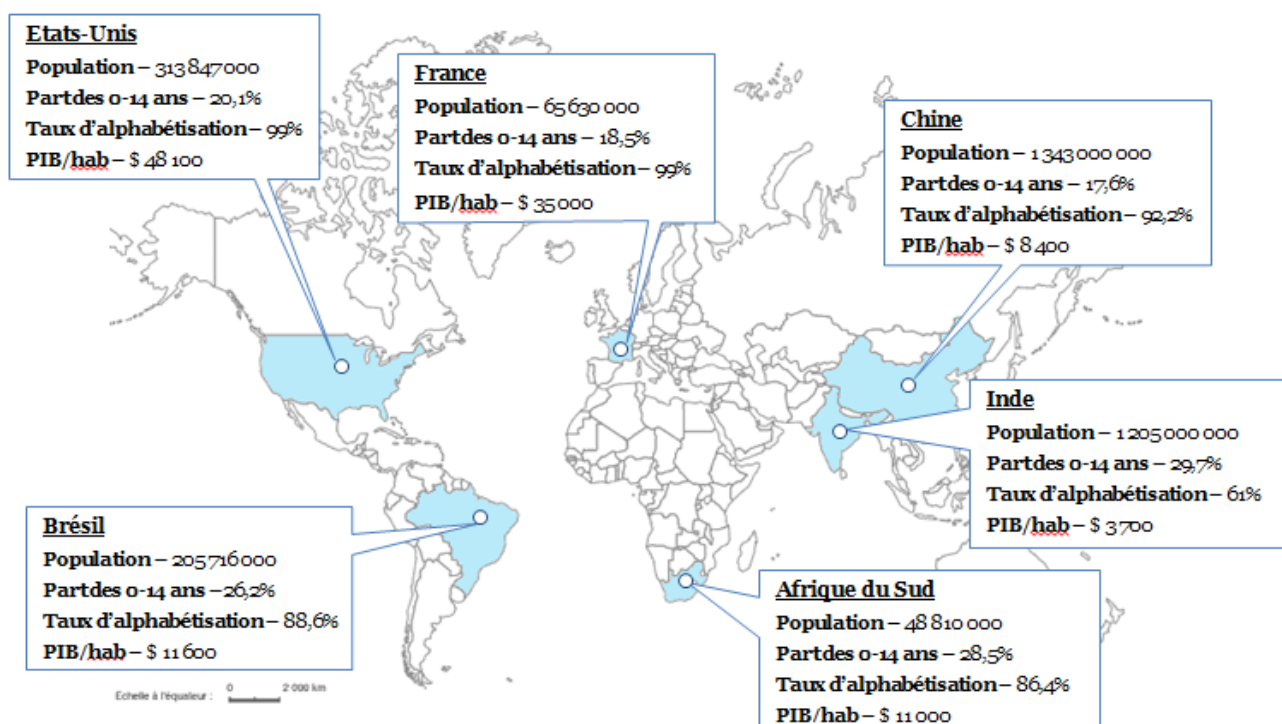 Etats-Unis
Population – 313 847 000
Part des 0-14 ans – 20,1%
Taux d'alphabétisation – 99%
PIB/hab – $ 48 100
France
Population – 65 630 000
Part des 0-14 ans – 18,5%
Taux d'alphabétisation – 99%
PIB/hab – $ 35 000
Chine
Population – 1 343 000 000
Part des 0-14 ans – 17,6%
Taux d'alphabétisation – 92,2%
PIB/hab – $ 8 400
Inde
Population – 1 205 000 000
Part des 0-14 ans – 29,7%
Taux d'alphabétisation – 61%
PIB/hab – $ 3 700
Brésil
Population – 205 716 000
Part des 0-14 ans – 26,2%
Taux d'alphabétisation – 88,6%
PIB/hab – $ 11 600
Afrique du Sud
Population – 48 810 000
Part des 0-14 ans – 28,5%
Taux d'alphabétisation – 86,4%
PIB/hab – $ 11 000
Echelle à l'équateur : 0 2 000 km